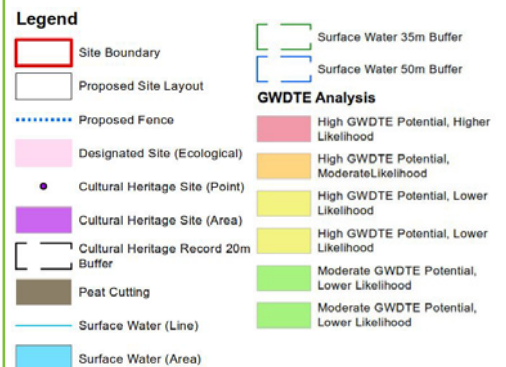 Legend
Site Boundary
Proposed Site Layout
Proposed Fence
Designated Site (Ecological)
Cultural Heritage Site (Point)
Cultural Heritage Site (Area)
Cultural Heritage Record 20m
Buffer
Peat Cutting
Surface Water (Line)
Surface Water (Area)
Surface Water 35m Buffer
Surface Water 50m Buffer
GWDTE Analysis
High GWDTE Potential, Higher
Likelihood
High GWDTE Potential,
ModerateLikelihood
High GWDTE Potential, Lower
Likelihood
High GWDTE Potential, Lower
Likelihood
Moderate GWDTE Potential,
Lower Likelihood
Moderate GWDTE Potential,
Lower Likelihood